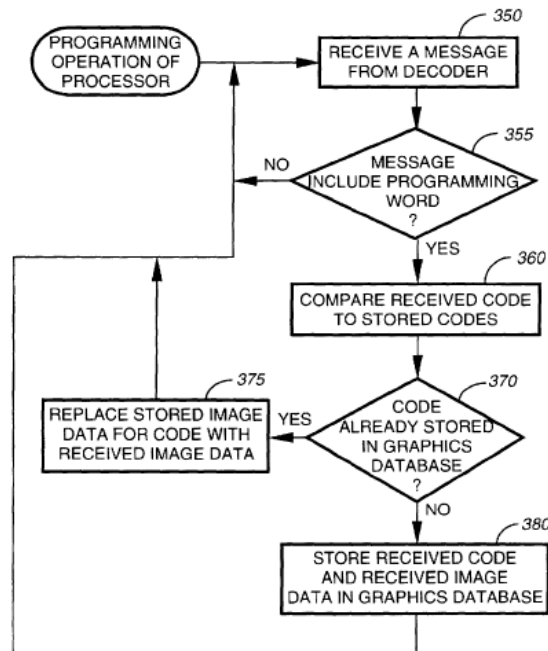 PROGRAMMING
OPERATION OF
PROCESSOR
350
RECEIVE A MESSAGE
FROM DECODER
355
MESSAGE
INCLUDE PROGRAMMING
WORD
?
NO
YES
360
COMPARE RECEIVED CODE
TO STORED CODES
370
CODE
ALREADY STORED
IN GRAPHICS
DATABASE
?
YES
375
REPLACE STORED IMAGE
DATA FOR CODE WITH
RECEIVED IMAGE DATA
NO
380
STORE RECEIVED CODE
AND RECEIVED IMAGE
DATA IN GRAPHICS DATABASE